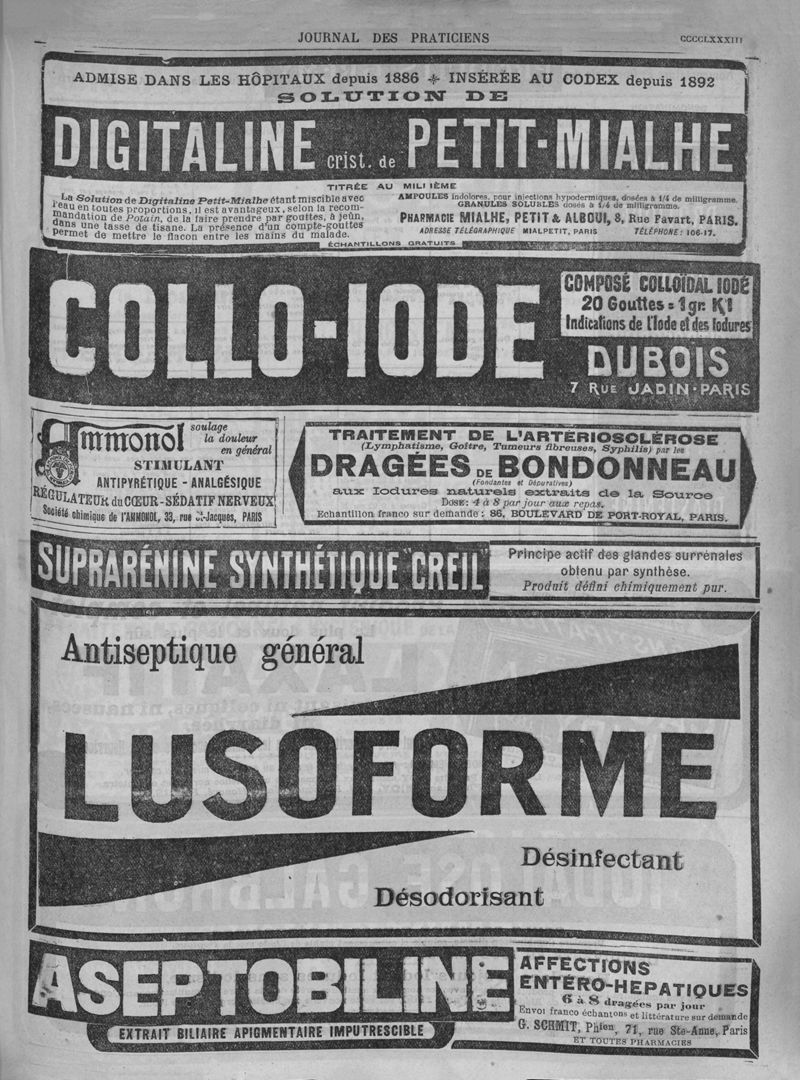 JOURNAL DES PRATICIENS
CCCCLXXXIII
ADMISE DANS LES HÔPITAUX depuis 1886 ✣ INSÉRÉE AU CODEX depuis 1892
SOLUTION DE
DIGITALINE crist. de PETIT-MIALHE
TITRÉE AU MILLIÈME
La Solution de Digitaline Petit-Mialhe étant miscible avec
l'eau en toutes proportions, il est avantageux, selon la recom-
mandation de Potain, de la faire prendre par gouttes, à jeûn,
dans une tasse de tisane. La présence d'un compte-gouttes
permet de mettre le flacon entre les mains du malade.
AMPOULES indolores, pour injections hypodermiques, dosées à 1/4 de milligramme.
GRANULES SOLUBLES dosés à 1/4 de milligramme.
PHARMACIE MIALHE, PETIT & ALBOUI, 8, Rue Favart, PARIS.
ADRESSE TÉLÉGRAPHIQUE MIALPETIT, PARIS TÉLÉPHONE: 106-17.
ÉCHANTILLONS GRATUITS
COLLO-IODE
COMPOSÉ COLLOÏDAL IODÉ
20 Gouttes = 1 gr. KI
Indications de l'Iode et des Iodures
DUBOIS
7 RUE JADIN-PARIS
Ammonol
soulage
la douleur
en général
STIMULANT
ANTIPYRÉTIQUE - ANALGÉSIQUE
RÉGULATEUR du CŒUR-SÉDATIF NERVEUX
Société chimique de l'AMMONOL, 33, rue St-Jacques, PARIS
TRAITEMENT DE L'ARTÉRIOSCLÉROSE
(Lymphatisme, Goître, Tumeurs fibreuses, Syphilis) par les
DRAGÉES DE BONDONNEAU
(Fondantes et Dépuratives)
aux Iodures naturels extraits de la Source
DOSE: 4 à 8 par jour aux repas.
Echantillon franco sur demande : 86, BOULEVARD DE PORT-ROYAL, PARIS.
SUPRARÉNINE SYNTHÉTIQUE "CREIL"
Principe actif des glandes surrénales
obtenu par synthèse.
Produit défini chimiquement pur.
Antiseptique général
LUSOFORME
Désinfectant
Désodorisant
ASEPTOBILINE
EXTRAIT BILIAIRE APIGMENTAIRE IMPUTRESCIBLE
AFFECTIONS
ENTÉRO-HEPATIQUES
6 à 8 dragées par jour
Envoi franco échantons et littérature sur demande
G. SCHMIT, Phien, 71, rue Ste-Anne, Paris
ET TOUTES PHARMACIES